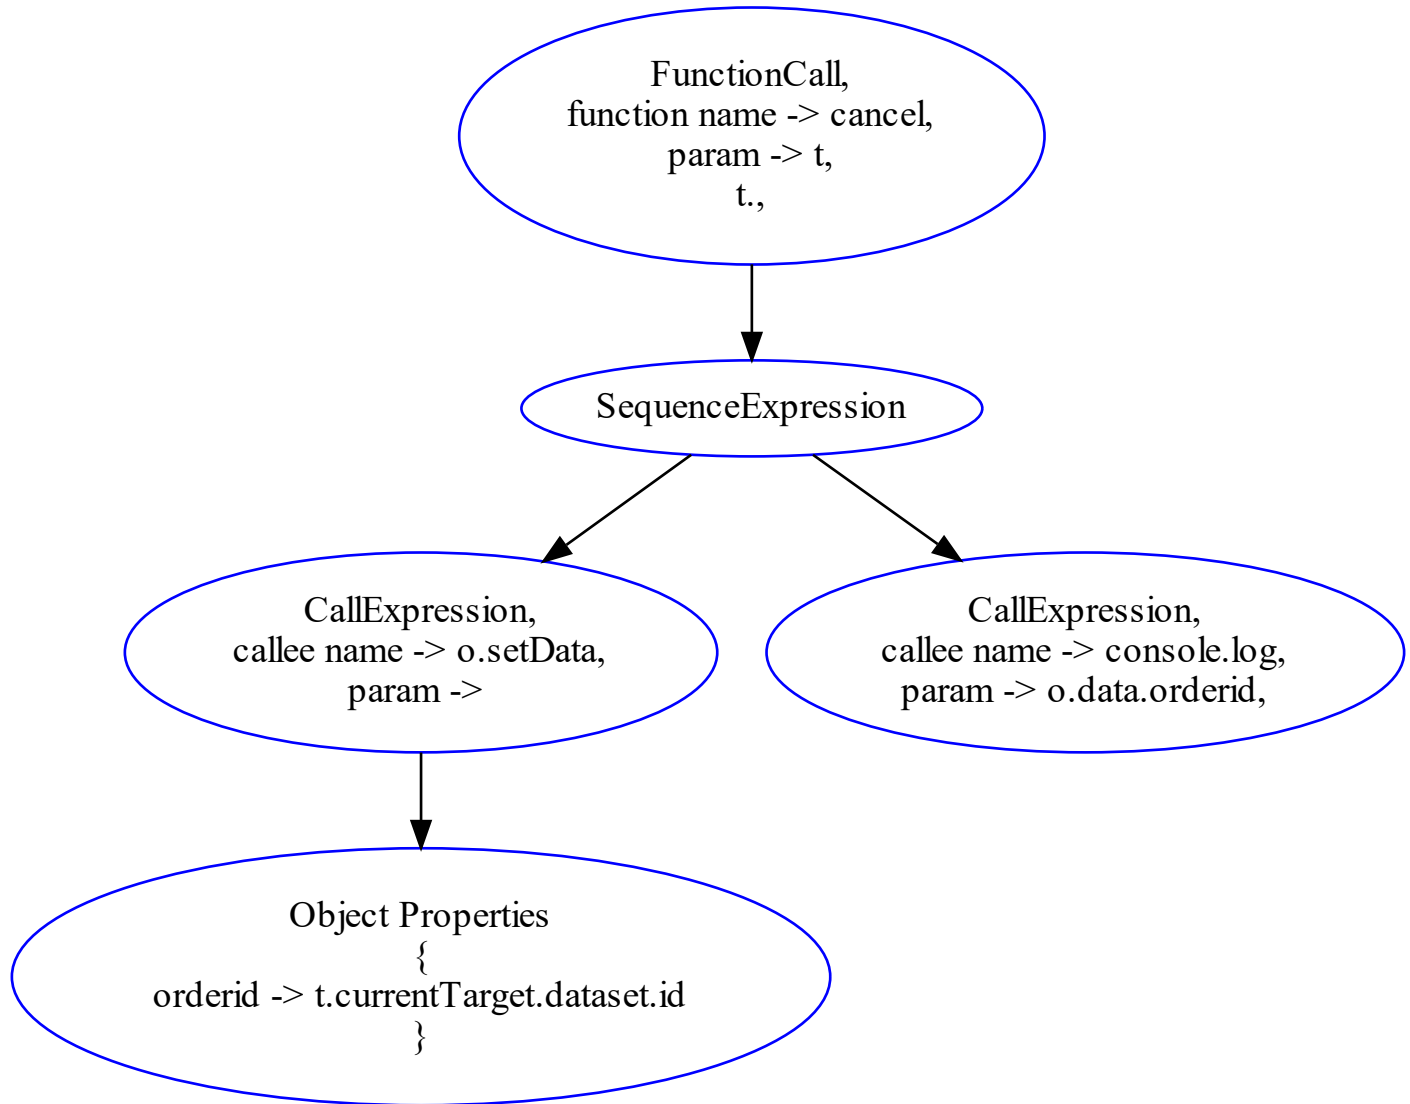 FunctionCall,
function name -> cancel,
param -> t,
t.,
SequenceExpression
CallExpression,
callee name -> o.setData,
param ->
CallExpression,
callee name -> console.log,
param -> o.data.orderid,
Object Properties
{
orderid -> t.currentTarget.dataset.id
}